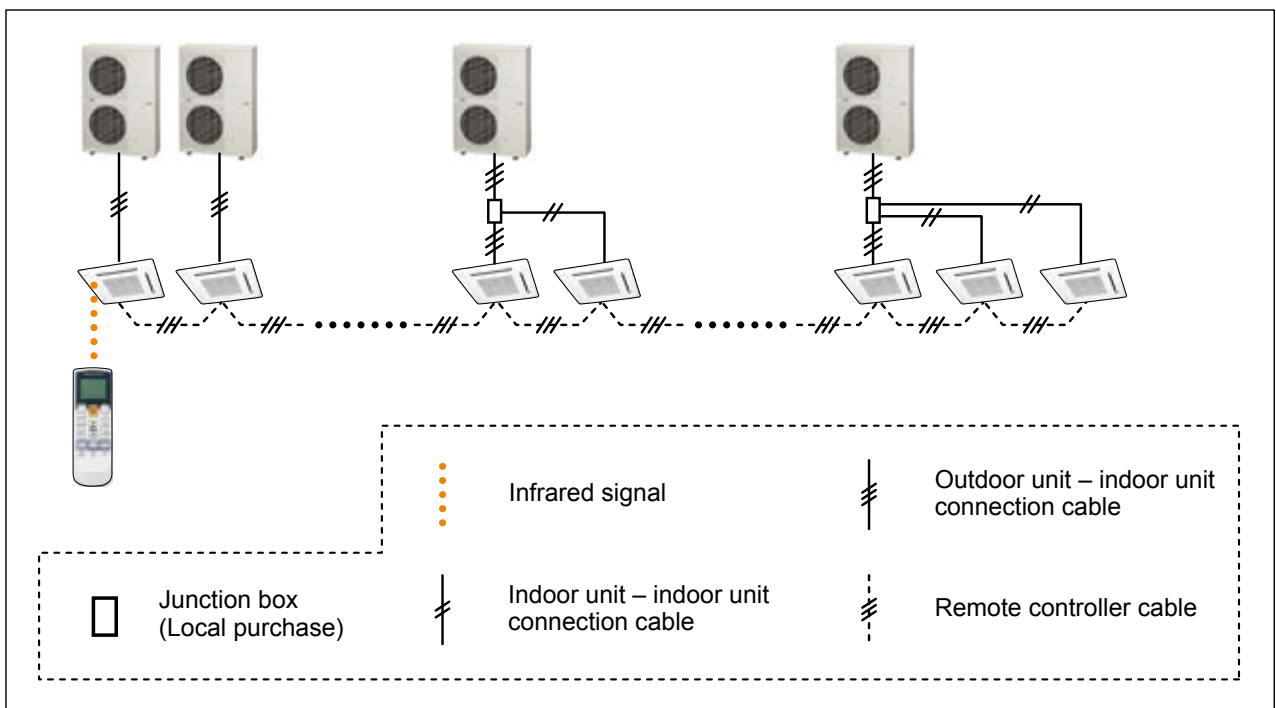 Infrared signal
Outdoor unit – indoor unit
connection cable
Junction box
(Local purchase)
Indoor unit – indoor unit
connection cable
Remote controller cable